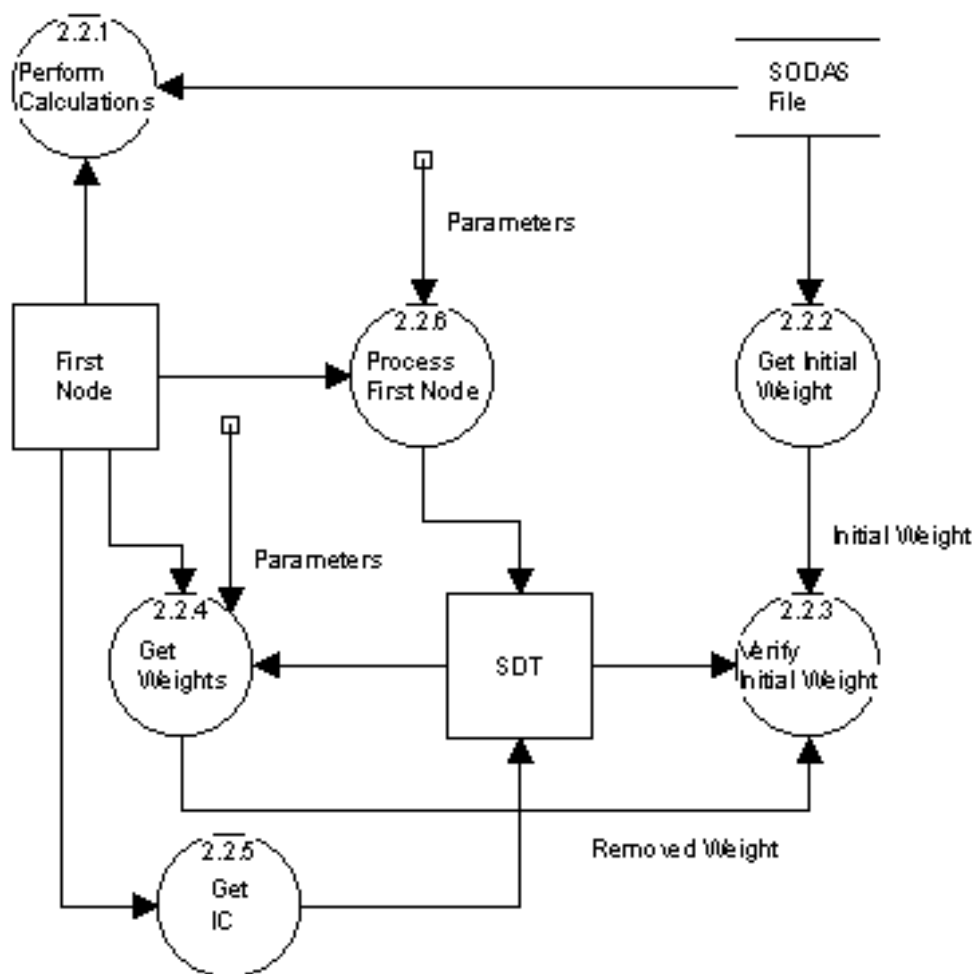 2.2.1
Perform
Calculations
SODAS
File
Parameters
First
Node
2.2.6
Process
First Node
2.2.2
Get Initial
Weight
Parameters
Initial Weight
2.2.4
Get
Weights
SDT
2.2.3
Verify
Initial Weight
Removed Weight
2.2.5
Get
IC